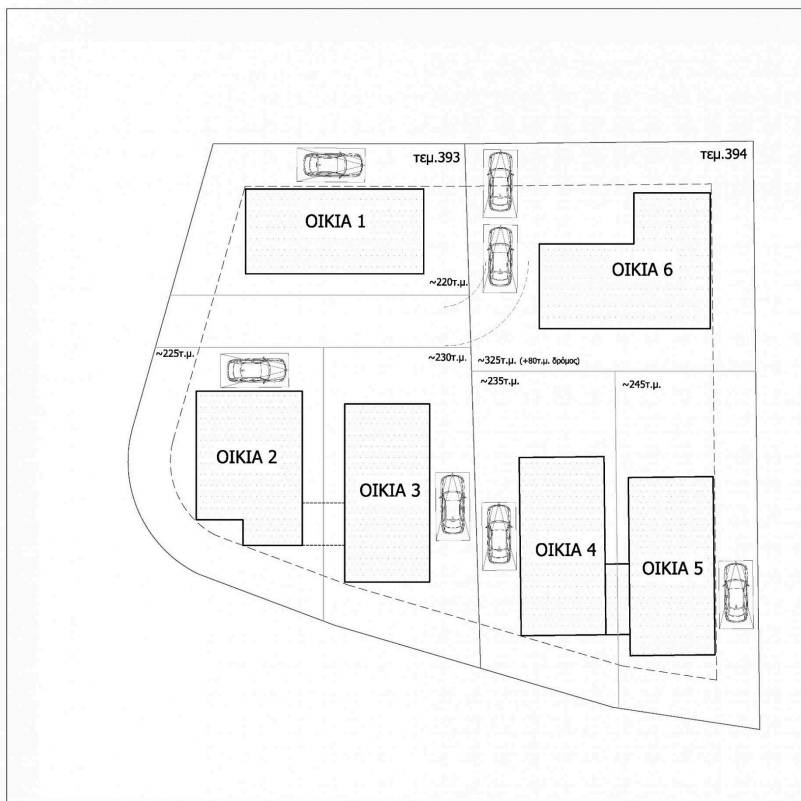 τεμ.393
τεμ.394
ΟΙΚΙΑ 1
ΟΙΚΙΑ 6
~220τ.μ.
~225τ.μ.
~230τ.μ.
~325τ.μ. (+80τ.μ. δρόμος)
~235τ.μ.
~245τ.μ.
ΟΙΚΙΑ 2
ΟΙΚΙΑ 3
ΟΙΚΙΑ 4
ΟΙΚΙΑ 5